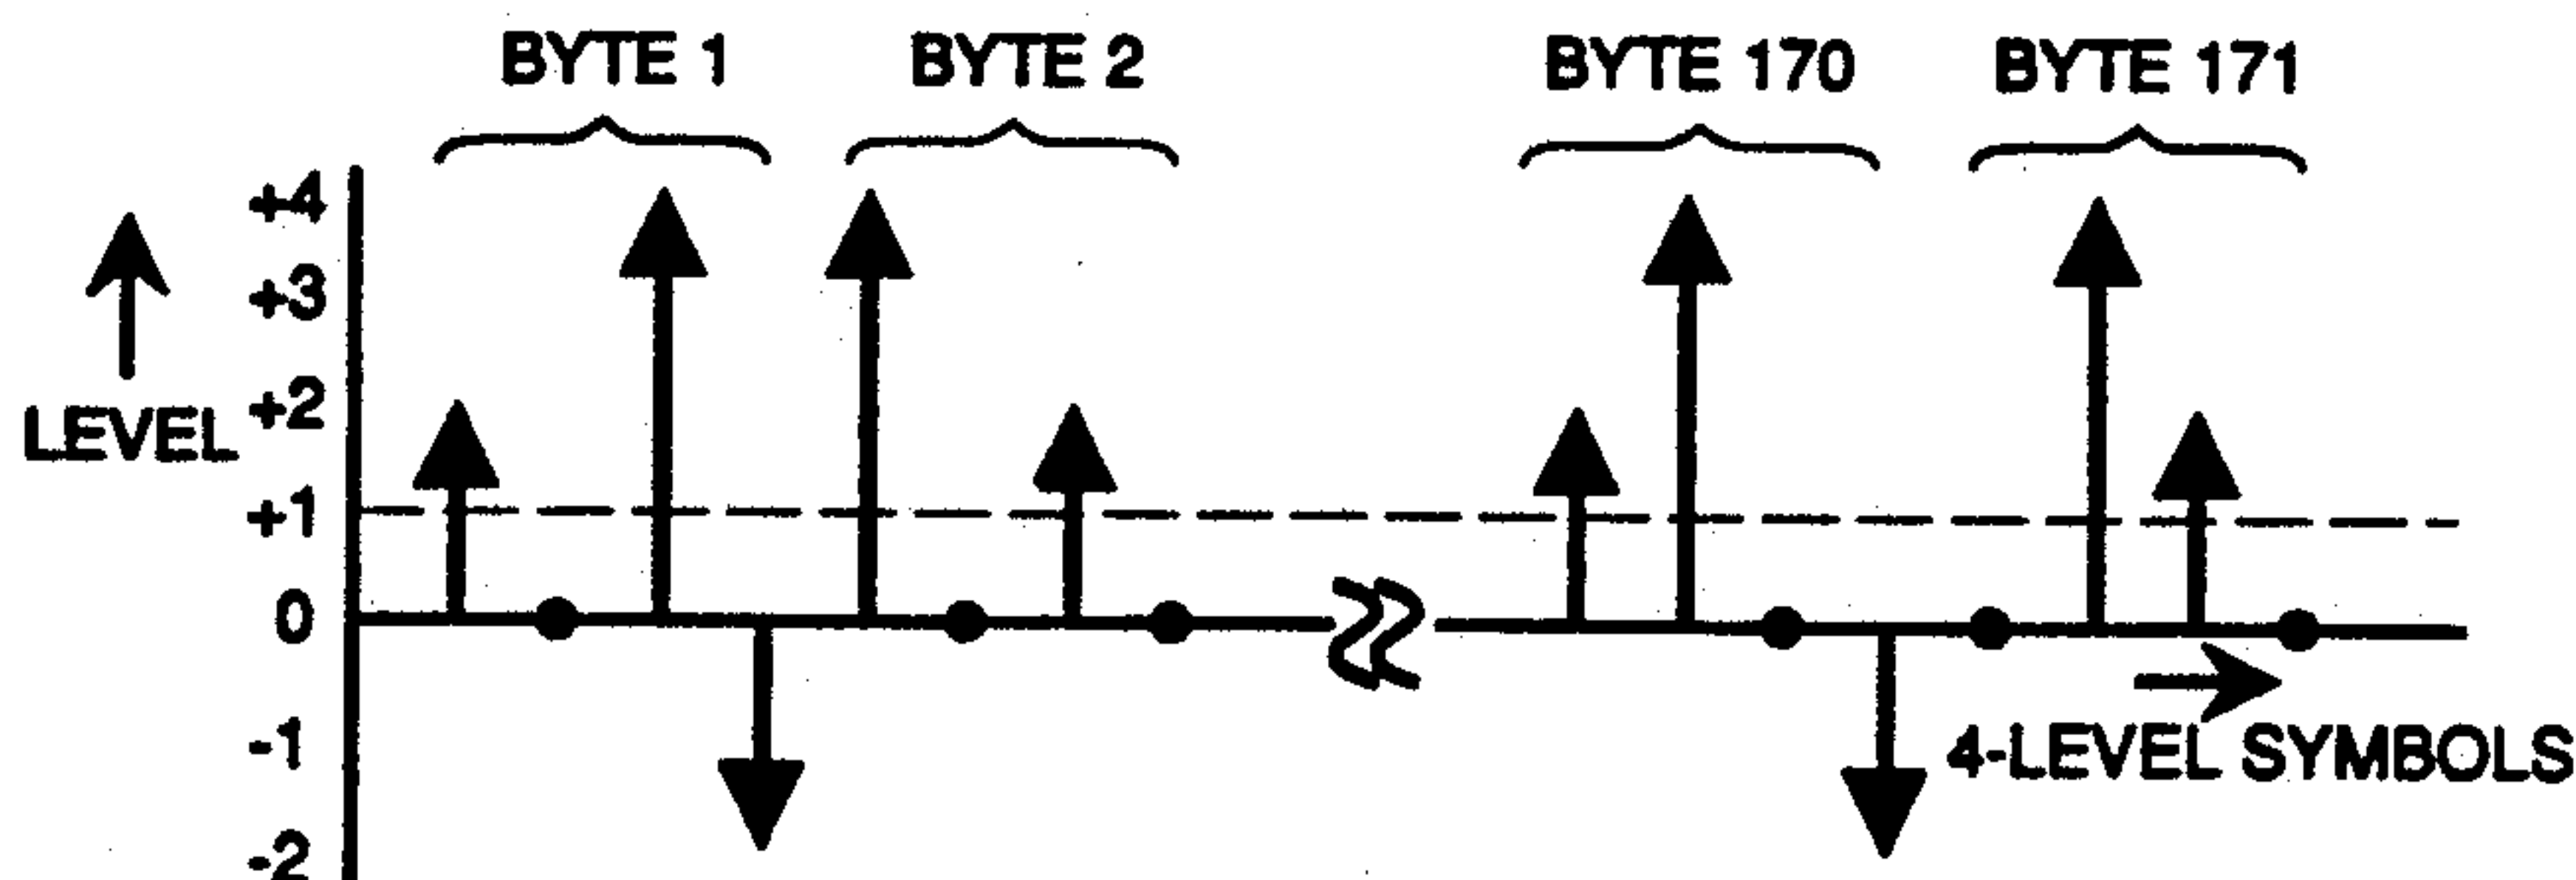 BYTE 1 BYTE 2 BYTE 170 BYTE 171
+4
+3
+2
LEVEL
+1
0
-1
4-LEVEL SYMBOLS
-2